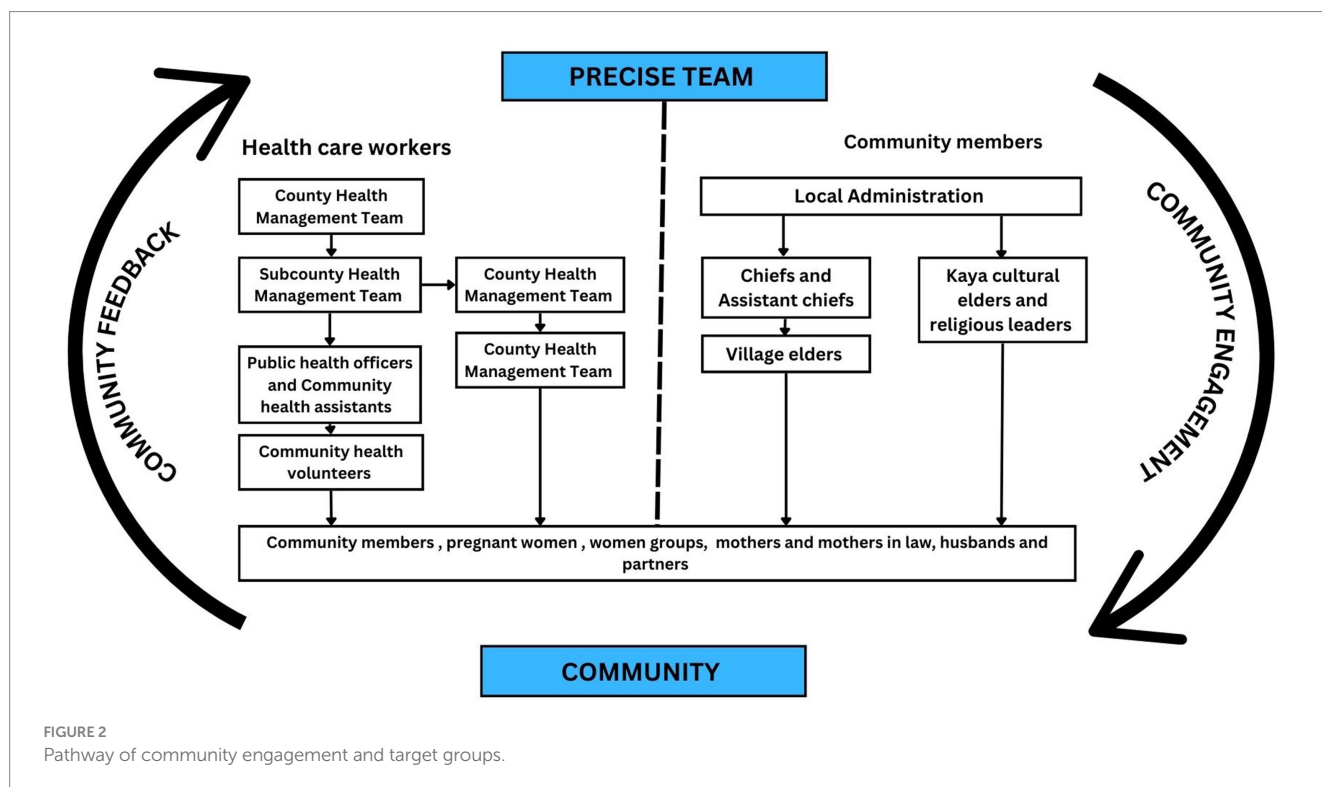 PRECISE TEAM
Health care workers
County Health
Management Team
Subcounty Health
Management Team
Public health officers
and Community
health assistants
Community health
volunteers
County Health
Management Team
County Health
Management Team
Community members
Local Administration
Chiefs and
Assistant chiefs
Village elders
Kaya cultural
elders and
religious leaders
Community members , pregnant women , women groups, mothers and mothers in law, husbands and
partners
COMMUNITY FEEDBACK
COMMUNITY ENGAGEMENT
COMMUNITY
FIGURE 2
Pathway of community engagement and target groups.